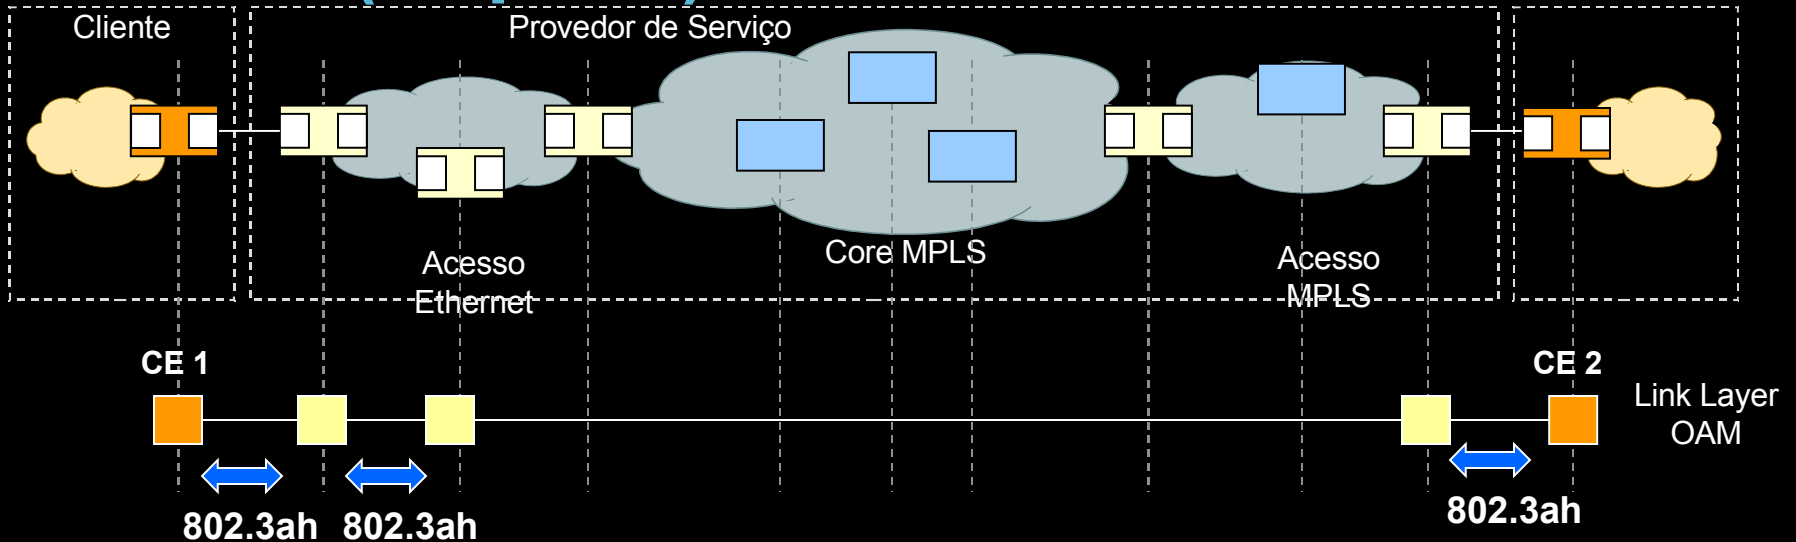 Cliente
Provedor de Serviço
Acesso
Ethernet
Core MPLS
Acesso
MPLS
CE 1
CE 2
Link Layer
OAM
802.3ah
802.3ah
802.3ah